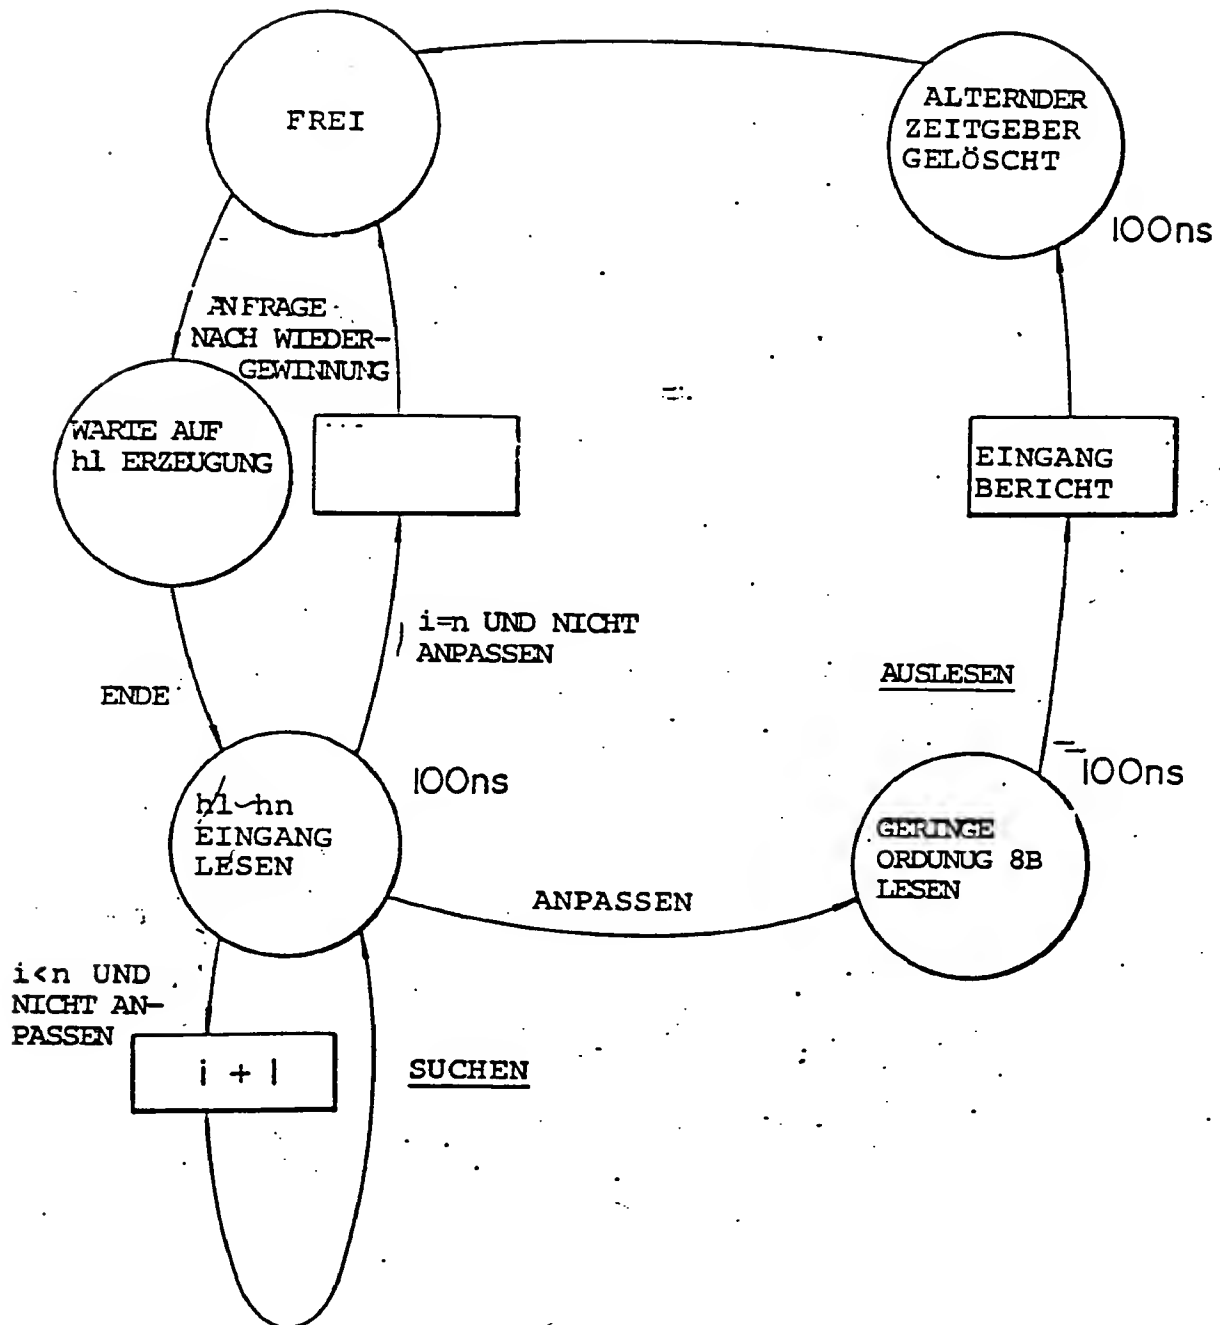 FREI
ALTERNDER
ZEITGEBER
GELÖSCHT
100ns
ANFRAGE
NACH WIEDER-
GEWINNUNG
WARTE AUF
h1 ERZEUGUNG
EINGANG
BERICHT
i=n UND NICHT
ANPASSEN
ENDE
AUSLESEN
100ns
h1-hn
EINGANG
LESEN
100ns
GERINGE
ORDUNUG 8B
LESEN
ANPASSEN
i<n UND
NICHT AN-
PASSEN
i + 1
SUCHEN